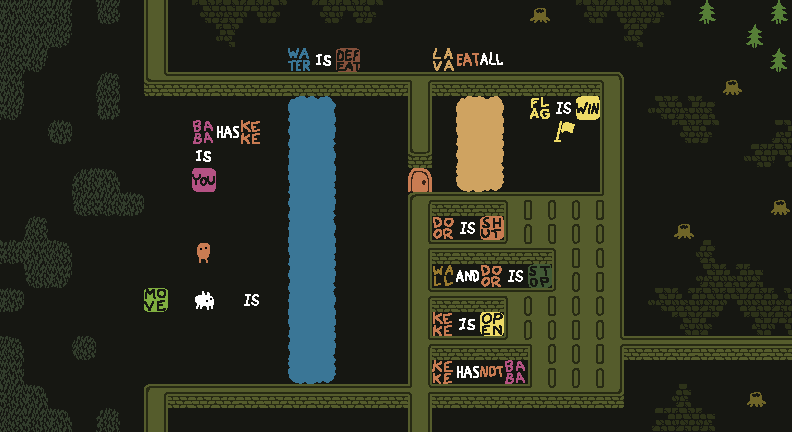 WATER IS DEFEAT
LAVA EAT ALL
FLAG IS WIN
BABA HAS KEKE
IS
YOU
DOOR IS SHUT
WALL AND DOOR IS STOP
MOVE IS
KEKE IS OPEN
KEKE HAS NOT BABA